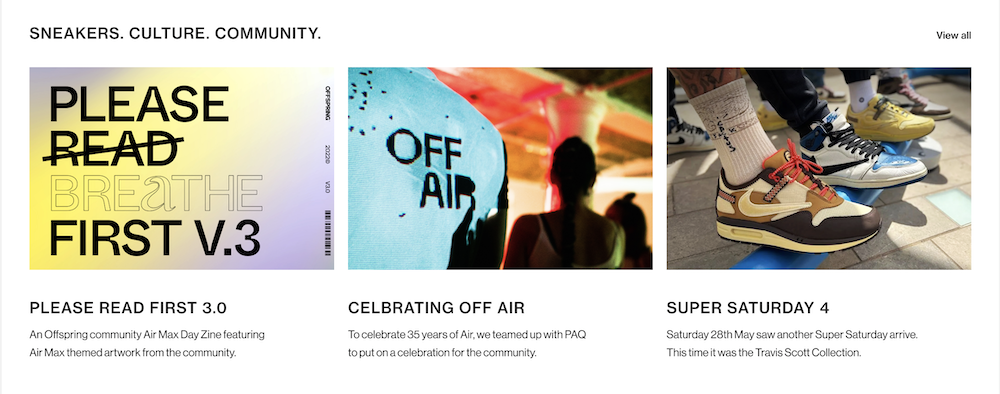 SNEAKERS. CULTURE. COMMUNITY.
View all
PLEASE
READ
BREaTHE
FIRST V.3
OFFSPRING
2022©
V3.0
OFF
AIR
PLEASE READ FIRST 3.0
An Offspring community Air Max Day Zine featuring
Air Max themed artwork from the community.
CELBRATING OFF AIR
To celebrate 35 years of Air, we teamed up with PAQ
to put on a celebration for the community.
SUPER SATURDAY 4
Saturday 28th May saw another Super Saturday arrive.
This time it was the Travis Scott Collection.